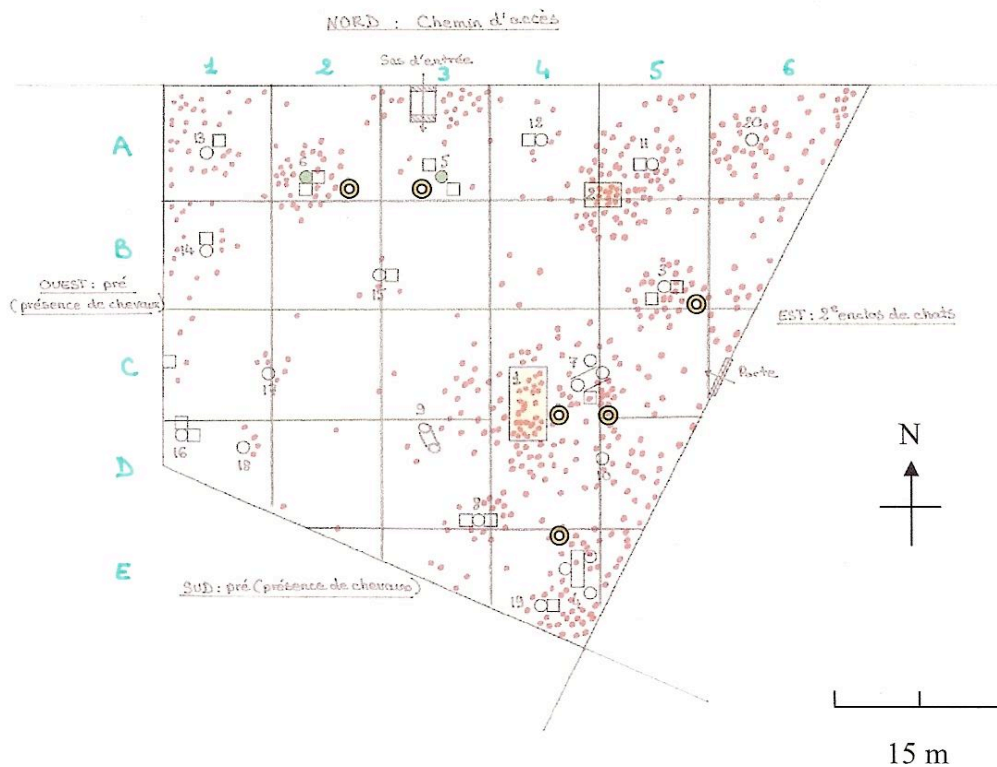 NORD : Chemin d'accès
Sas d'entrée
1 2 3 4 5 6
A
13
6
5
12
11
20
2
B
14
15
3
OUEST : pré
(présence de chevaux)
EST : 2e enclos de chats
C
17
1
7
Porte
D
16
18
9
10
8
N
E
SUD : pré (présence de chevaux)
19
4
15 m